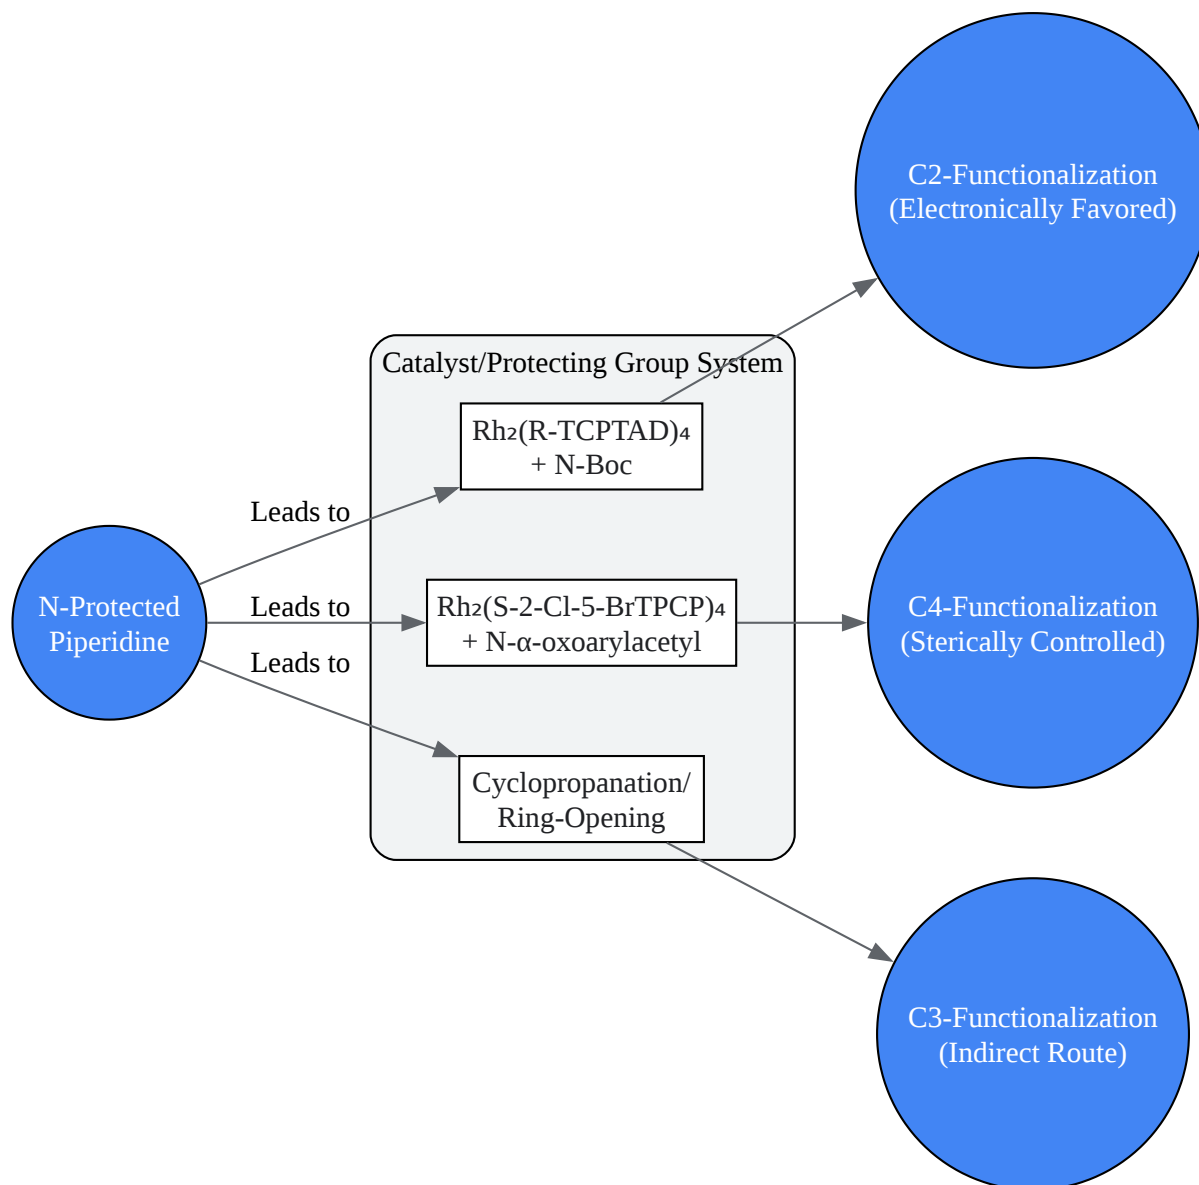 C2-Functionalization
(Electronically Favored)
Catalyst/Protecting Group System
Rh₂(R-TCPTAD)₄
+ N-Boc
Leads to
N-Protected
Piperidine
Leads to
Rh₂(S-2-Cl-5-BrTPCP)₄
+ N-α-oxoarylacetyl
C4-Functionalization
(Sterically Controlled)
Leads to
Cyclopropanation/
Ring-Opening
C3-Functionalization
(Indirect Route)